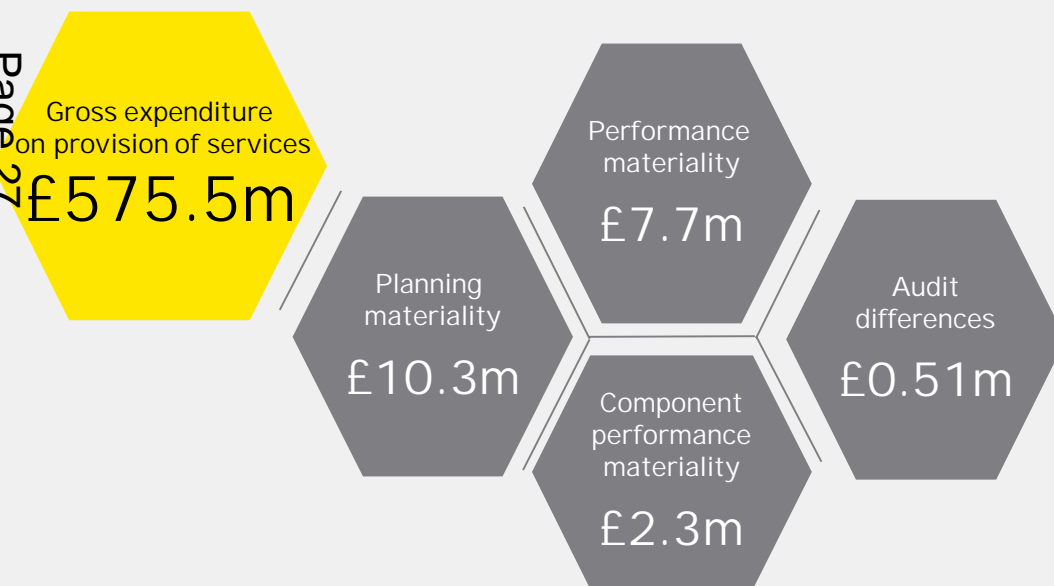 Page 27
Gross expenditure
on provision of services
£575.5m
Planning
materiality
£10.3m
Performance
materiality
£7.7m
Component
performance
materiality
£2.3m
Audit
differences
£0.51m